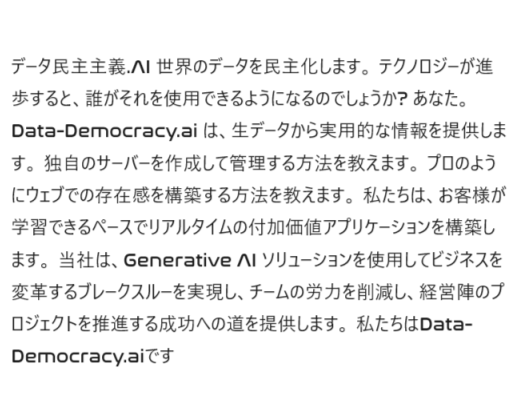 データ民主主義.AI 世界のデータを民主化します。テクノロジーが進
歩すると、誰がそれを使用できるようになるのでしょうか? あなた。
Data-Democracy.ai は、生データから実用的な情報を提供しま
す。独自のサーバーを作成して管理する方法を教えます。プロのよう
にウェブでの存在感を構築する方法を教えます。私たちは、お客様が
学習できるペースでリアルタイムの付加価値アプリケーションを構築し
ます。当社は、Generative AI ソリューションを使用してビジネスを
変革するブレークスルーを実現し、チームの労力を削減し、経営陣のプ
ロジェクトを推進する成功への道を提供します。私たちはData-
Democracy.aiです